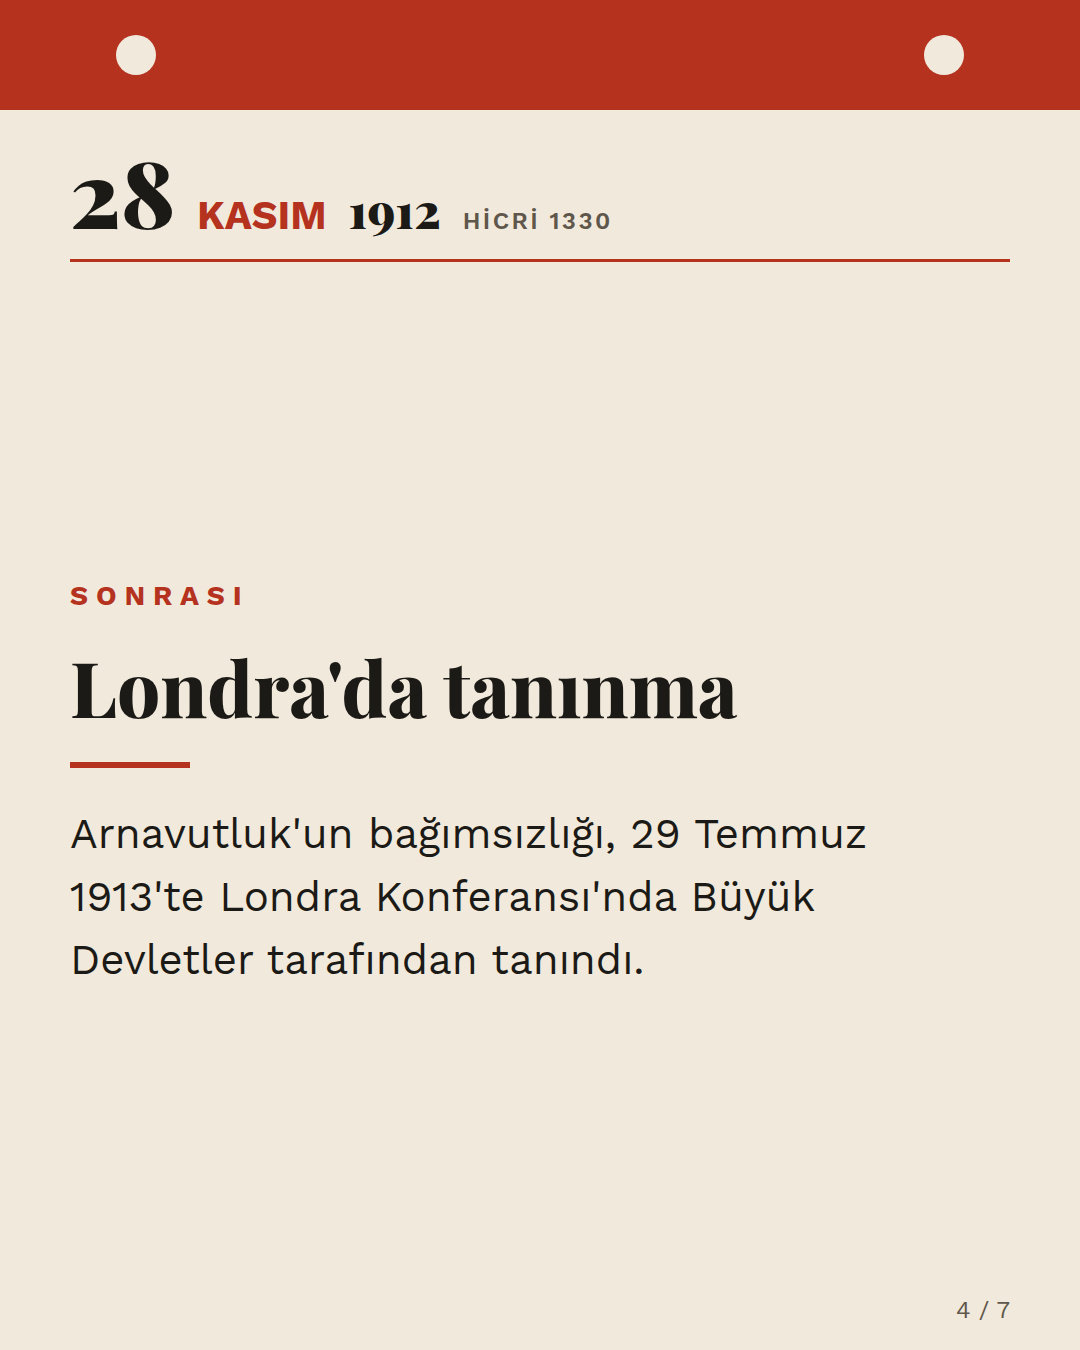 28 KASIM 1912 HİCRİ 1330
SONRASI
Londra'da tanınma
Arnavutluk'un bağımsızlığı, 29 Temmuz
1913'te Londra Konferansı'nda Büyük
Devletler tarafından tanındı.
4 / 7